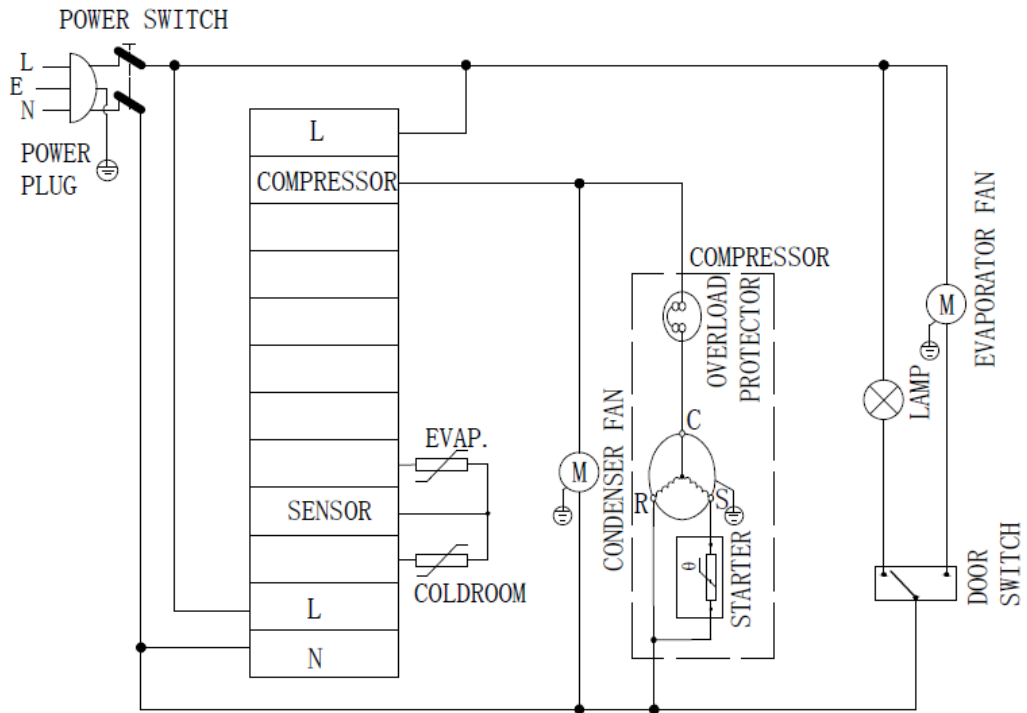 POWER SWITCH
L
E
N
POWER
PLUG
L
COMPRESSOR
SENSOR
L
N
EVAP.
COLDROOM
M
CONDENSER FAN
COMPRESSOR
OVERLOAD
PROTECTOR
C
R
S
θ
STARTER
LAMP
M
EVAPORATOR FAN
DOOR
SWITCH